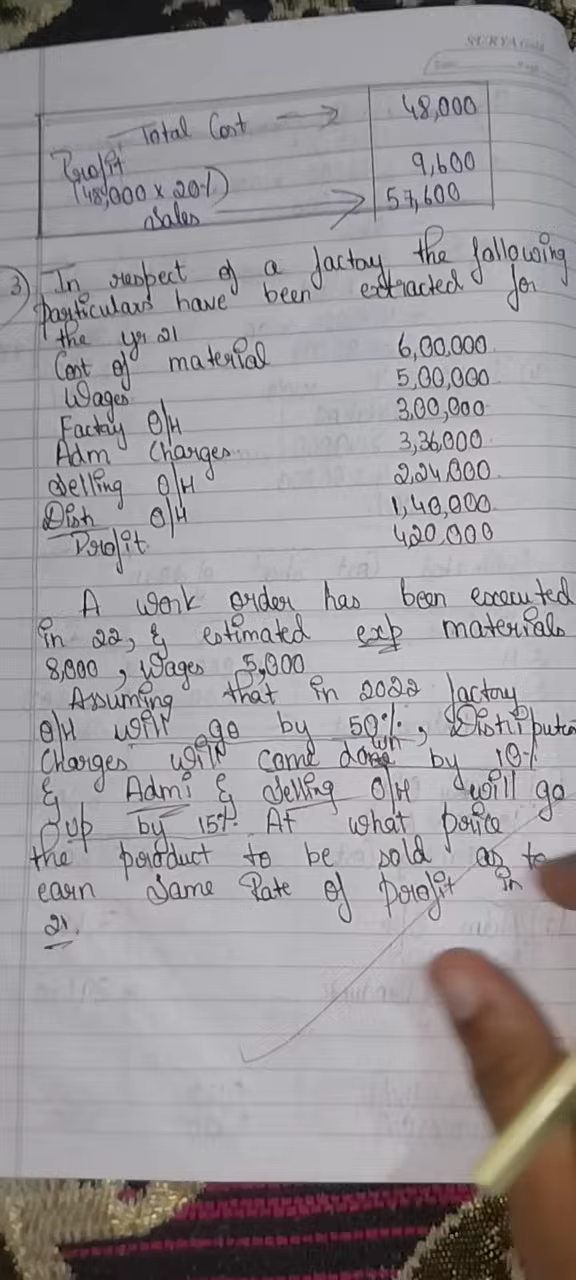 SURYA Gold
Total Cost → 48,000
Profit
(48,000 x 20%) 9,600
Sales → 57,600
3) In respect of a factory the following
particulars have been extracted for
the yr 21
Cost of material 6,00,000
Wages 5,00,000
Factory O/H 3,00,000
Adm Charges 3,36,000
Selling O/H 2,24,000
Dish O/H 1,40,000
Profit 420,000
A work order has been executed
in 22, & estimated exp materials
8,000, Wages 5,000
Assuming that in 2022 factory
O/H will go by 50%, Distributon
Charges will come down by 10%
& Admi & Selling O/H will go
up by 15%. At what price
the product to be sold as to
earn Same Rate of profit in
21.